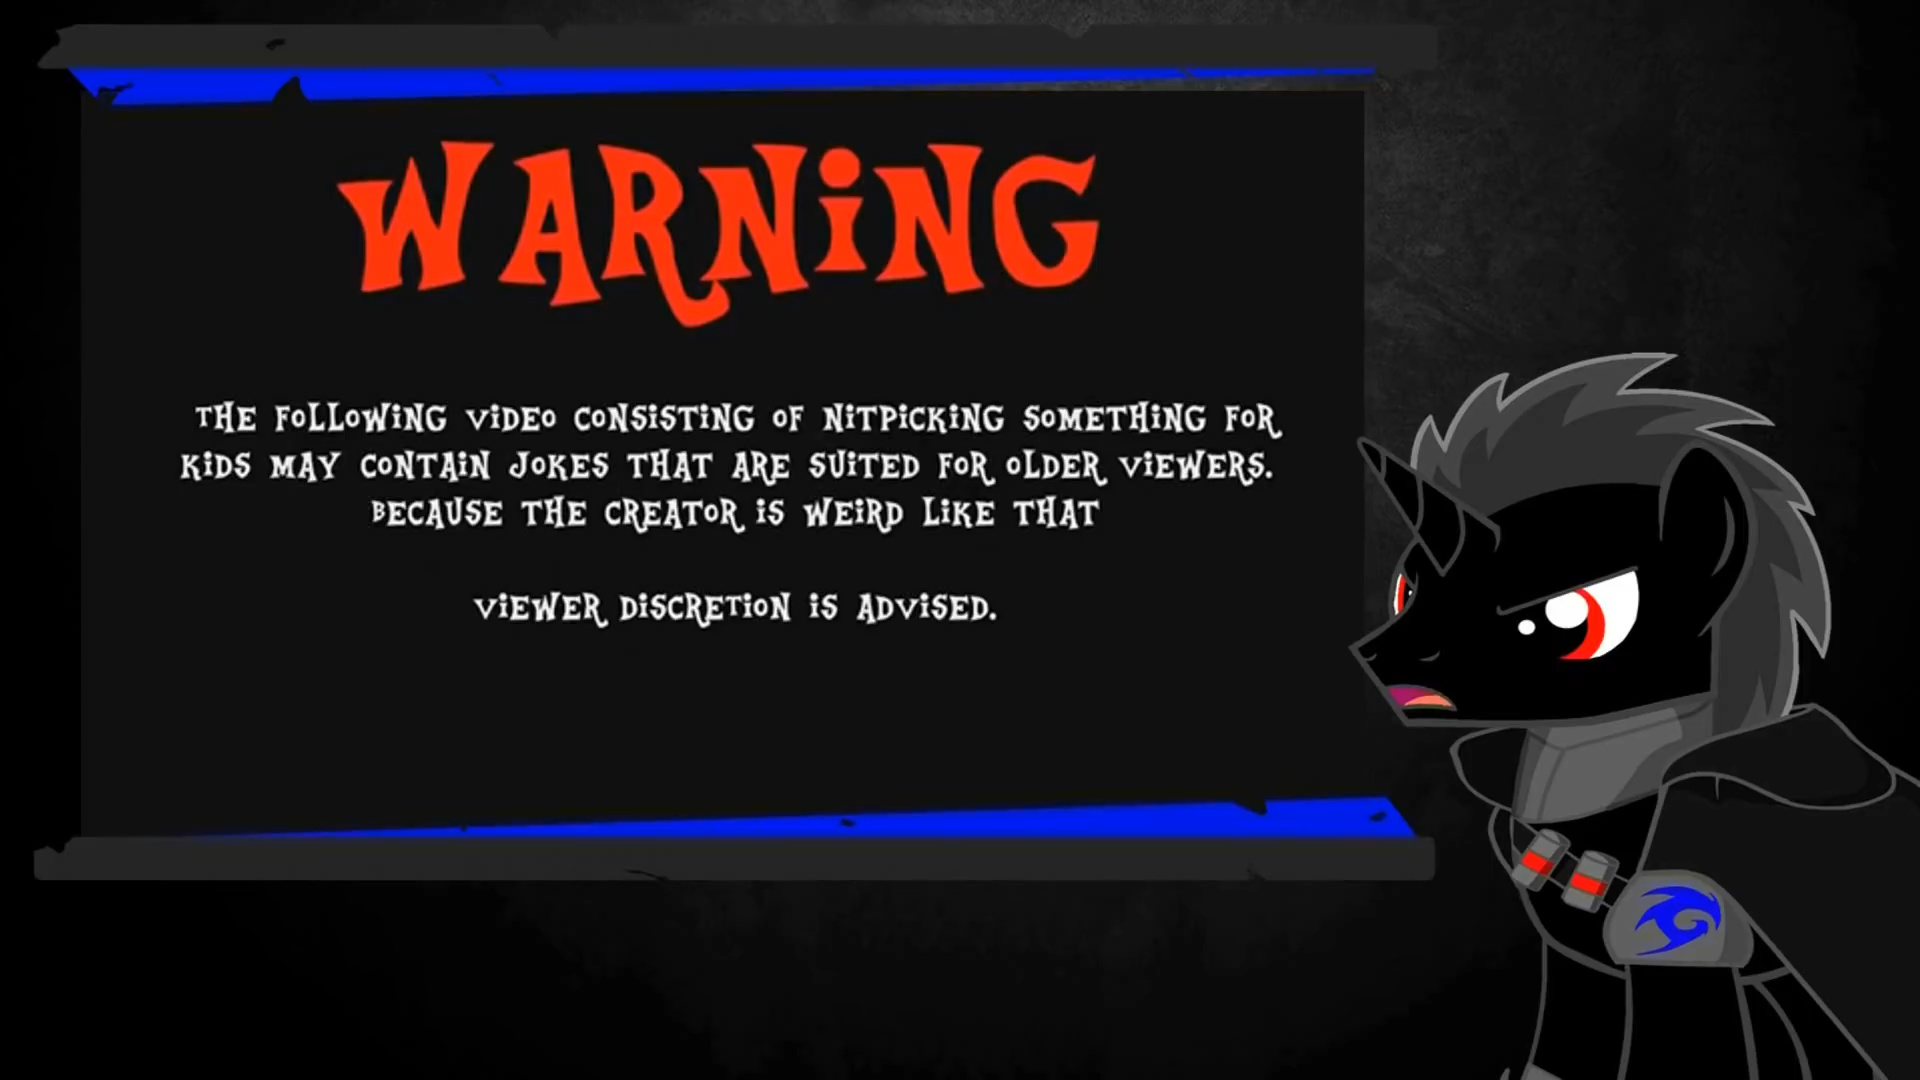 WARNiNG
THE FOLLOWiNG ViDEO CONSiSTiNG OF NiTPiCKiNG SOMETHiNG FOR
KiDS MAY CONTAiN JOKES THAT ARE SUiTED FOR OLDER ViEWERS.
BECAUSE THE CREATOR iS WEiRD LiKE THAT
ViEWER DiSCRETiON iS ADViSED.